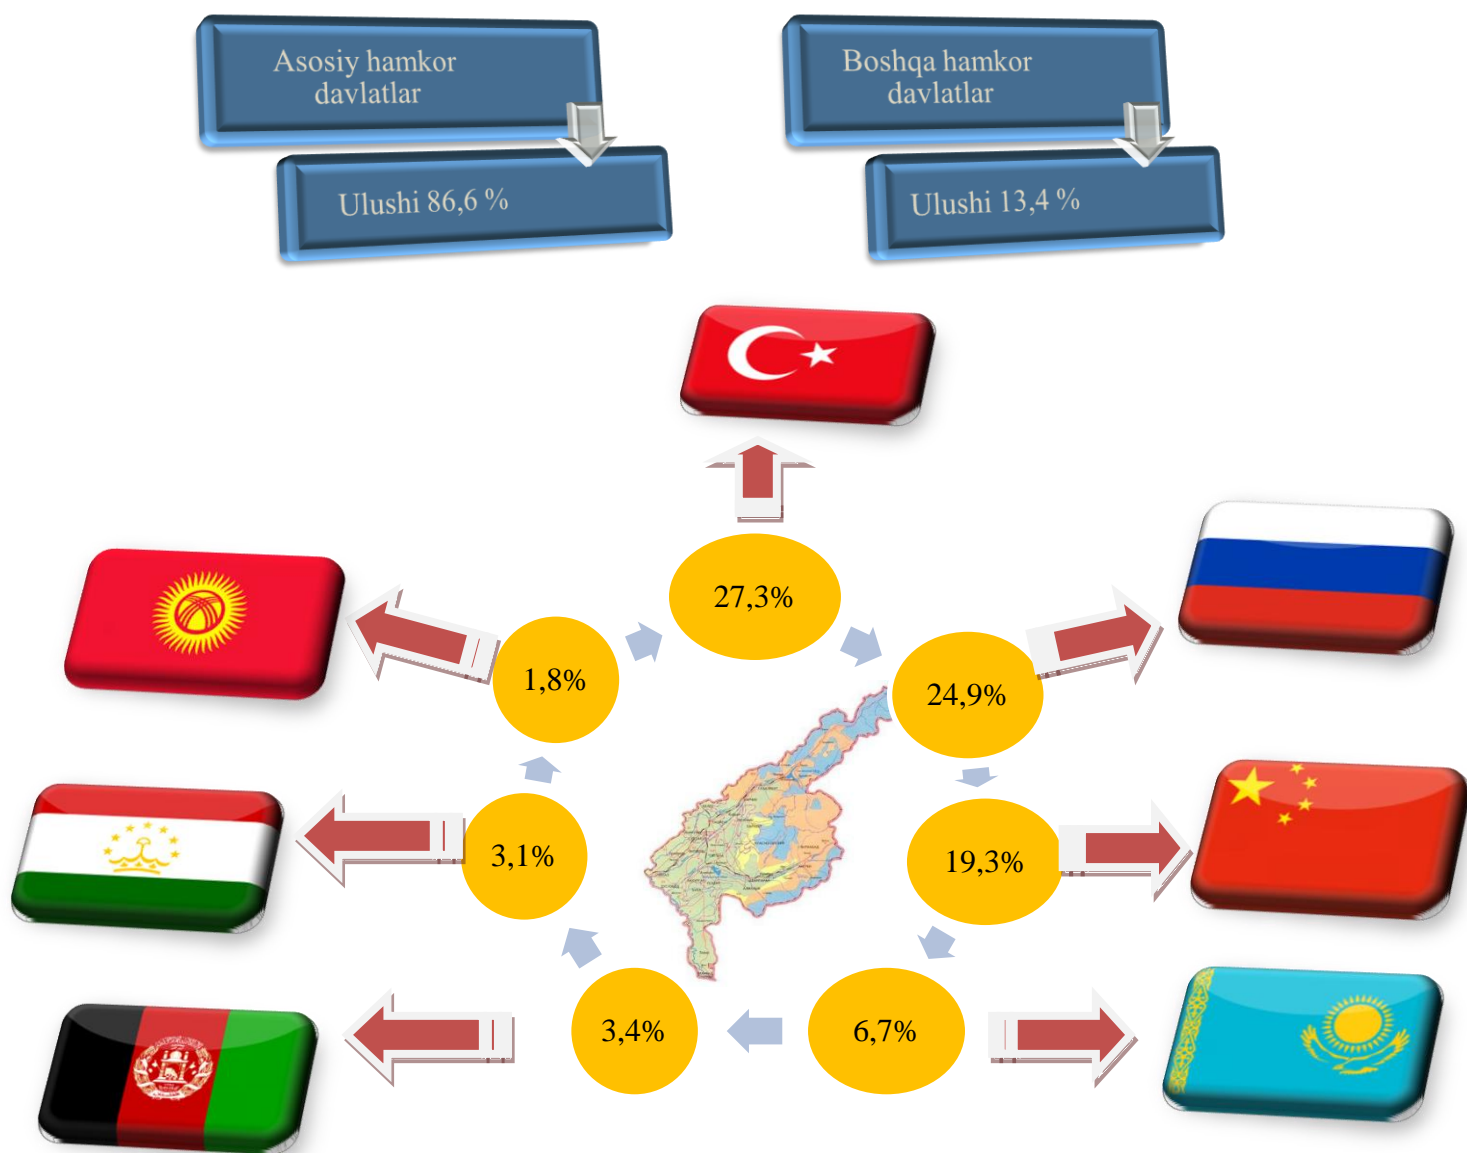 Asosiy hamkor
davlatlar
Boshqa hamkor
davlatlar
Ulushi 86,6 %
Ulushi 13,4 %
27,3%
1,8%
24,9%
3,1%
19,3%
3,4%
6,7%